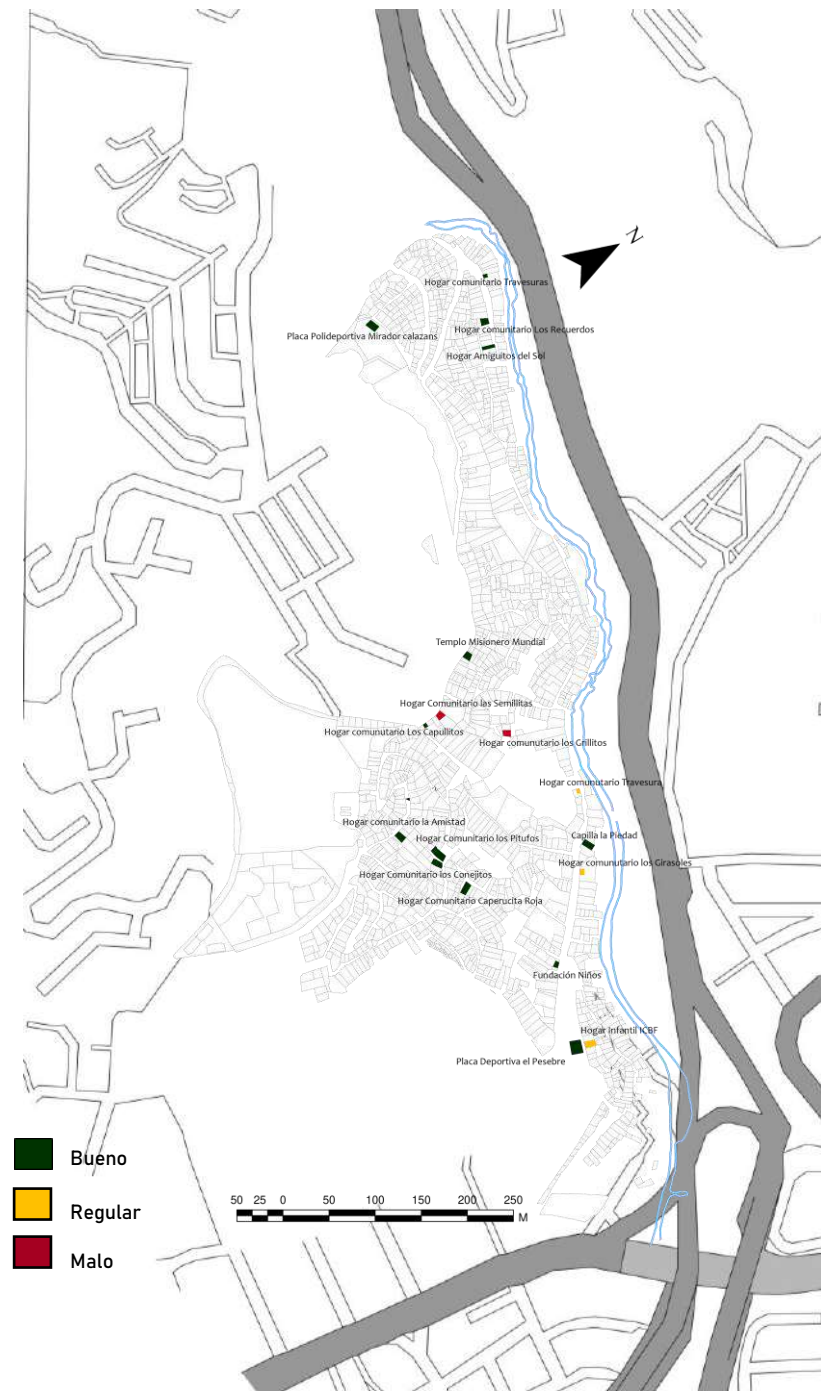 N
Hogar comunitario Travesuras
Hogar comunitario Los Recuerdos
Placa Polideportiva Mirador calazans
Hogar Amiguitos del Sol
Templo Misionero Mundial
Hogar Comunitario las Semillitas
Hogar comunutario Los Capullitos
Hogar comunutario los Grillitos
Hogar comunutario Travesura
Hogar comunitario la Amistad
Hogar Comunitario los Pitufos
Capilla la Piedad
Hogar comunutario los Girasoles
Hogar Comunitario los Conejitos
Hogar Comunitario Caperucita Roja
Fundación Niños
Hogar Infantil ICBF
Placa Deportiva el Pesebre
Bueno
Regular
Malo
50 25 0 50 100 150 200 250
M